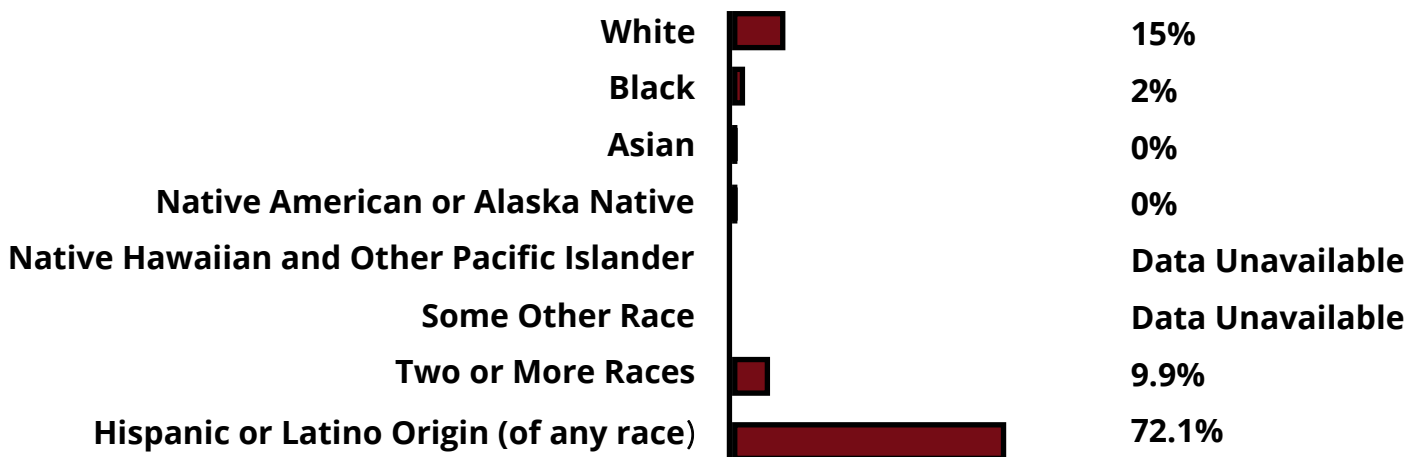 White 15%
Black 2%
Asian 0%
Native American or Alaska Native 0%
Native Hawaiian and Other Pacific Islander Data Unavailable
Some Other Race Data Unavailable
Two or More Races 9.9%
Hispanic or Latino Origin (of any race) 72.1%